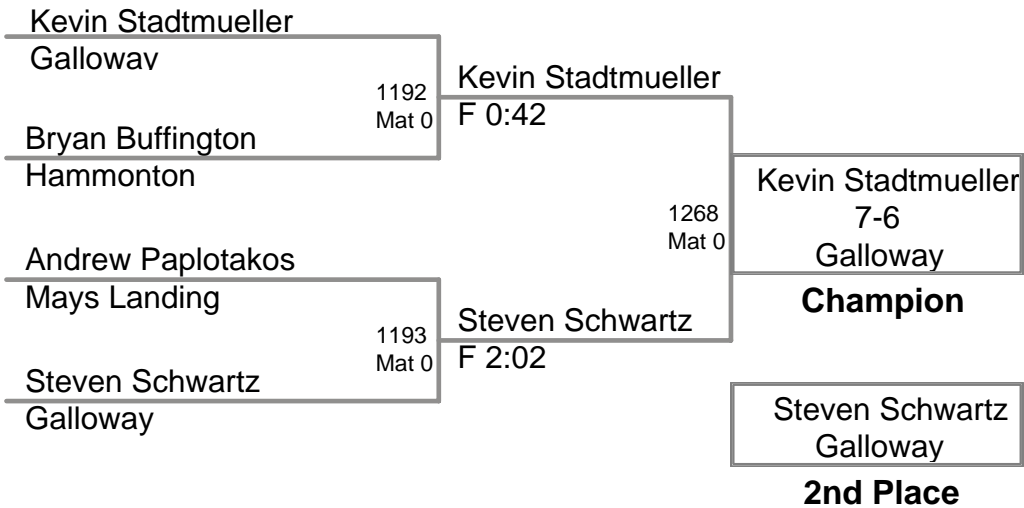 Kevin Stadtmueller
Galloway
1192
Mat 0
Kevin Stadtmueller
F 0:42
Bryan Buffington
Hammonton
Kevin Stadtmueller
7-6
Galloway
Champion
1268
Mat 0
Andrew Paplotakos
Mays Landing
1193
Mat 0
Steven Schwartz
F 2:02
Steven Schwartz
Galloway
Steven Schwartz
Galloway
2nd Place